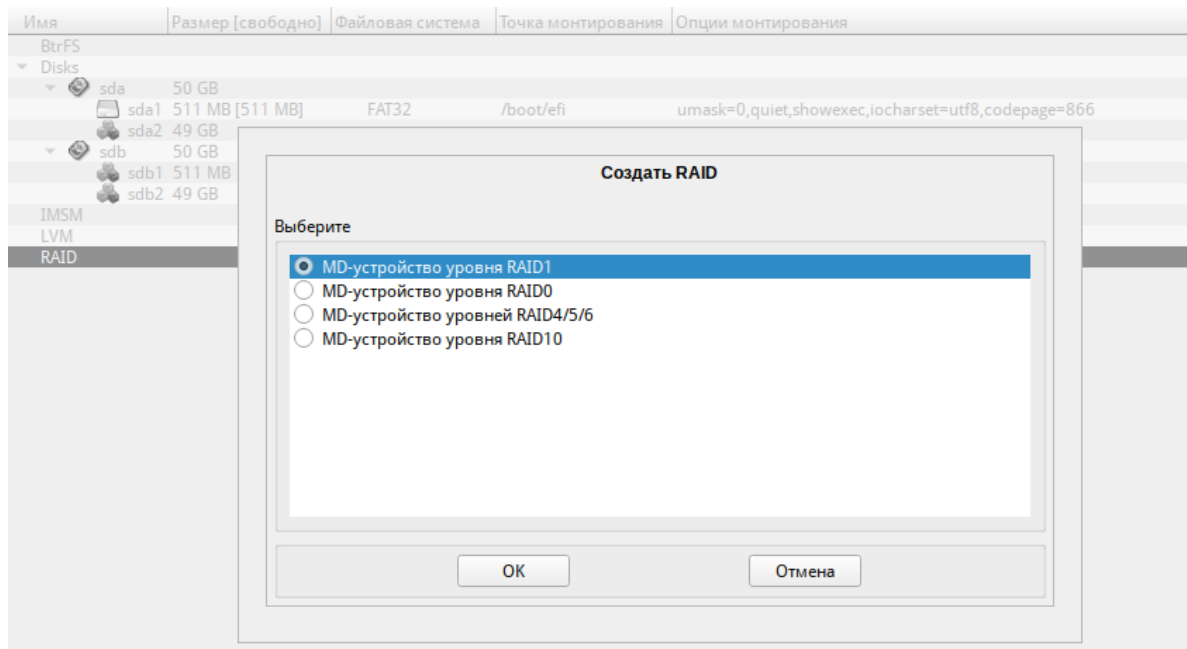 Имя Размер [свободно] Файловая система Точка монтирования Опции монтирования
BtrFS
Disks
sda 50 GB
sda1 511 MB [511 MB] FAT32 /boot/efi umask=0,quiet,showexec,iocharset=utf8,codepage=866
sda2 49 GB
sdb 50 GB
sdb1 511 MB
sdb2 49 GB
IMSM
LVM
RAID
Создать RAID
Выберите
MD-устройство уровня RAID1
MD-устройство уровня RAID0
MD-устройство уровней RAID4/5/6
MD-устройство уровня RAID10
OK Отмена